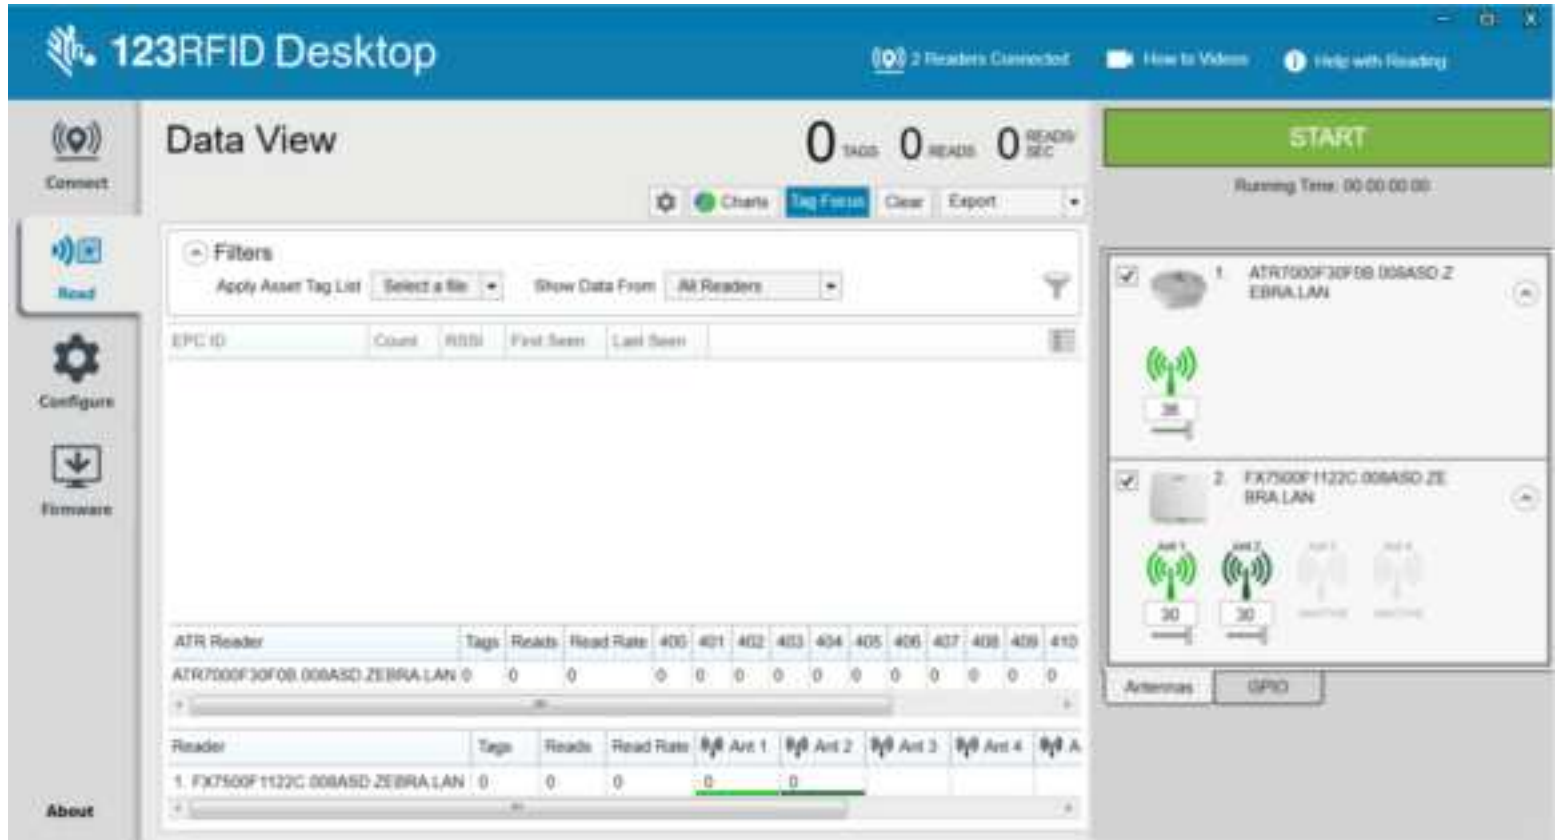 123RFID Desktop
2 Readers Connected
How to Videos
Help with Reading
Connect
Read
Configure
Firmware
About
Data View
0 TAGS 0 READS 0 READS/SEC
Charts Tag Focus Clear Export
Filters
Apply Asset Tag List Select a file Show Data From All Readers
EPC ID Count RSSI First Seen Last Seen
ATR Reader Tags Reads Read Rate 400 401 402 403 404 405 406 407 408 409 410
ATR7000F30F0B.008ASD.ZEBRA.LAN 0 0 0 0 0 0 0 0 0 0 0 0 0 0
Reader Tags Reads Read Rate Ant 1 Ant 2 Ant 3 Ant 4 A
1. FX7500F1122C.008ASD.ZEBRA.LAN 0 0 0 0 0
START
Running Time: 00:00:00:00
1. ATR7000F30F0B.008ASD.Z
EBRA.LAN
2. FX7500F1122C.008ASD.ZE
BRA.LAN
Ant 1 Ant 2 Ant 3 Ant 4
30 30
Antennas GPIO